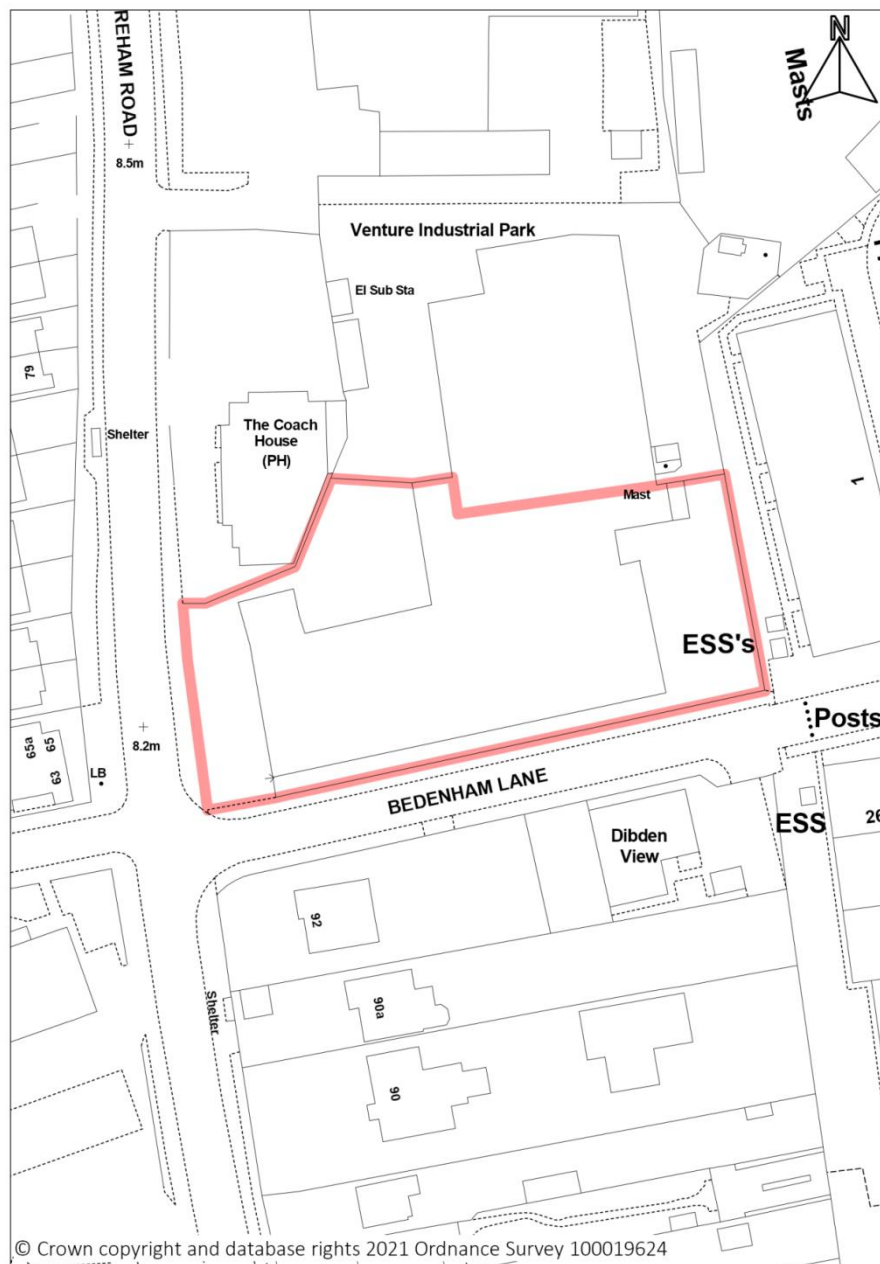 N
Masts
REHAM ROAD
8.5m
Venture Industrial Park
El Sub Sta
79
Shelter
The Coach
House
(PH)
1
Mast
ESS's
Posts
65a
65
63
LB
8.2m
BEDENHAM LANE
ESS
26
Dibden
View
92
Shelter
90a
90
© Crown copyright and database rights 2021 Ordnance Survey 100019624